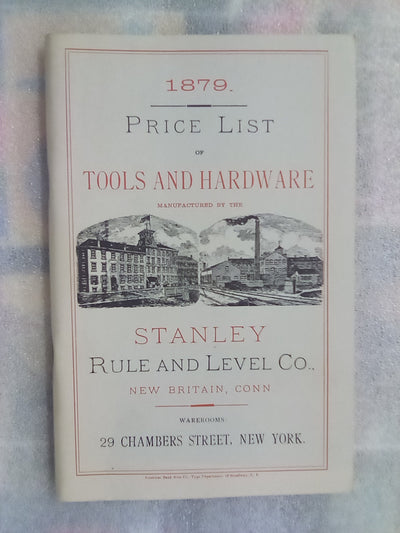 1879.
PRICE LIST
OF
TOOLS AND HARDWARE
MANUFACTURED BY THE
STANLEY
RULE AND LEVEL CO.,
NEW BRITAIN, CONN
WAREROOMS:
29 CHAMBERS STREET, NEW YORK.